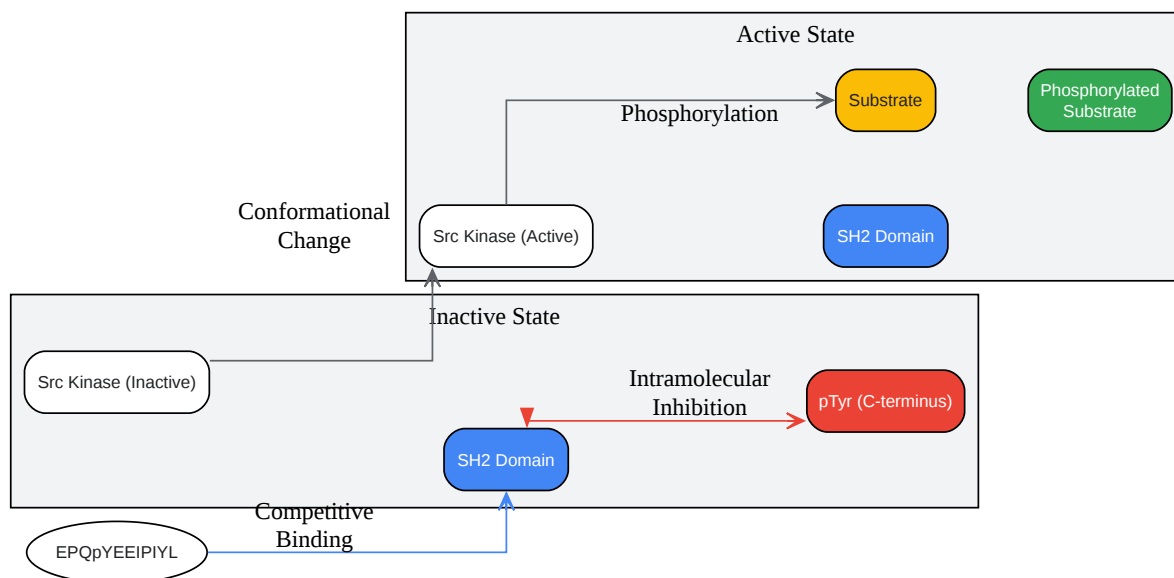 Active State
Substrate
Phosphorylated
Substrate
Phosphorylation
Conformational
Change
Src Kinase (Active)
SH2 Domain
Inactive State
Src Kinase (Inactive)
Intramolecular
Inhibition
pTyr (C-terminus)
SH2 Domain
Competitive
Binding
EPQpYEEIPIYL